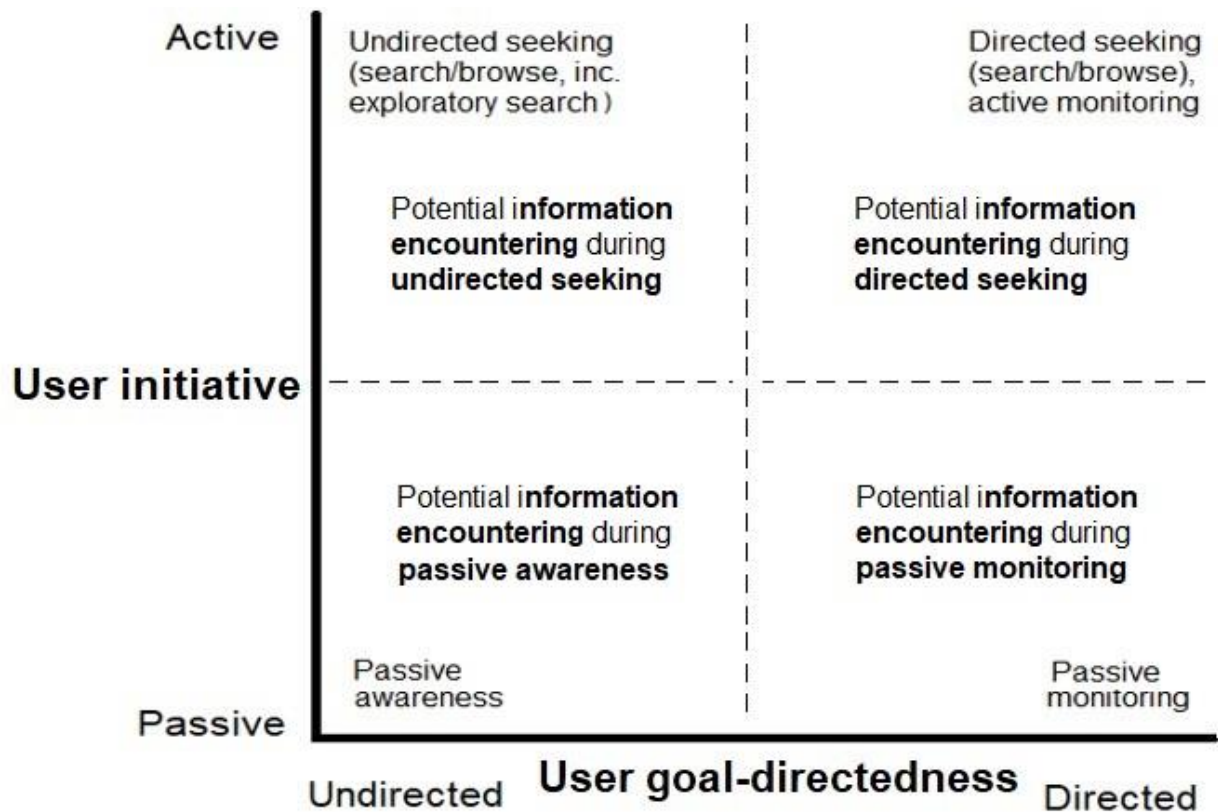 Active
Undirected seeking
(search/browse, inc.
exploratory search )
Directed seeking
(search/browse),
active monitoring
Potential information
encountering during
undirected seeking
Potential information
encountering during
directed seeking
User initiative
Potential information
encountering during
passive awareness
Potential information
encountering during
passive monitoring
Passive
awareness
Passive
monitoring
Passive
Undirected
User goal-directedness
Directed